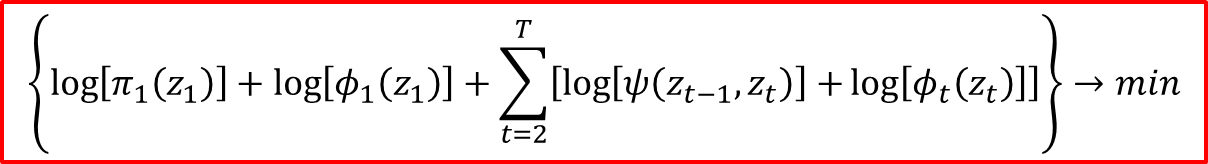 {log[π₁(z₁)] + log[ϕ₁(z₁)] + ∑_{t=2}^{T} [log[ψ(z_{t−1}, z_t)] + log[ϕ_t(z_t)]]} → min